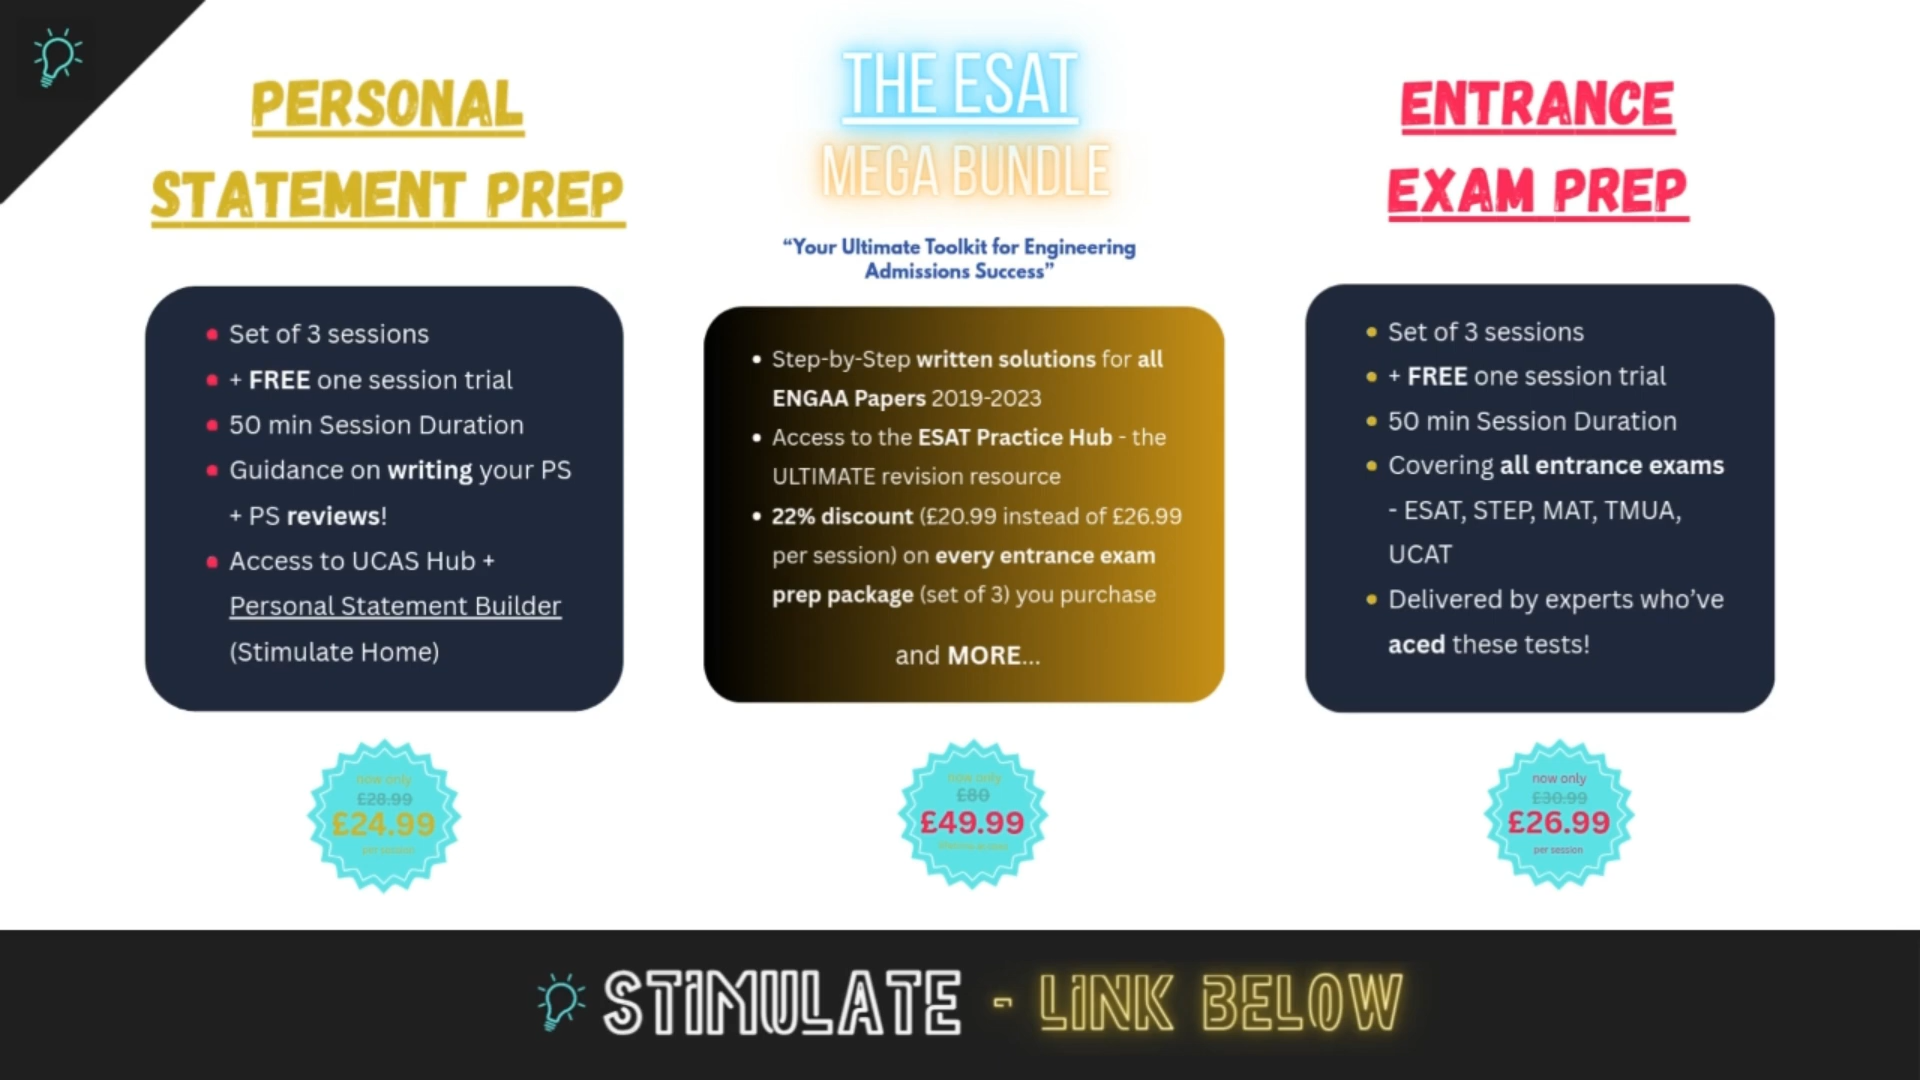 PERSONAL
STATEMENT PREP
Set of 3 sessions
+ FREE one session trial
50 min Session Duration
Guidance on writing your PS
+ PS reviews!
Access to UCAS Hub +
Personal Statement Builder
(Stimulate Home)
now only
£28.99
£24.99
per session
THE ESAT
MEGA BUNDLE
“Your Ultimate Toolkit for Engineering
Admissions Success”
Step-by-Step written solutions for all
ENGAA Papers 2019-2023
Access to the ESAT Practice Hub - the
ULTIMATE revision resource
22% discount (£20.99 instead of £26.99
per session) on every entrance exam
prep package (set of 3) you purchase
and MORE...
now only
£80
£49.99
ENTRANCE
EXAM PREP
Set of 3 sessions
+ FREE one session trial
50 min Session Duration
Covering all entrance exams
- ESAT, STEP, MAT, TMUA,
UCAT
Delivered by experts who’ve
aced these tests!
now only
£30.99
£26.99
per session
STIMULATE - LINK BELOW